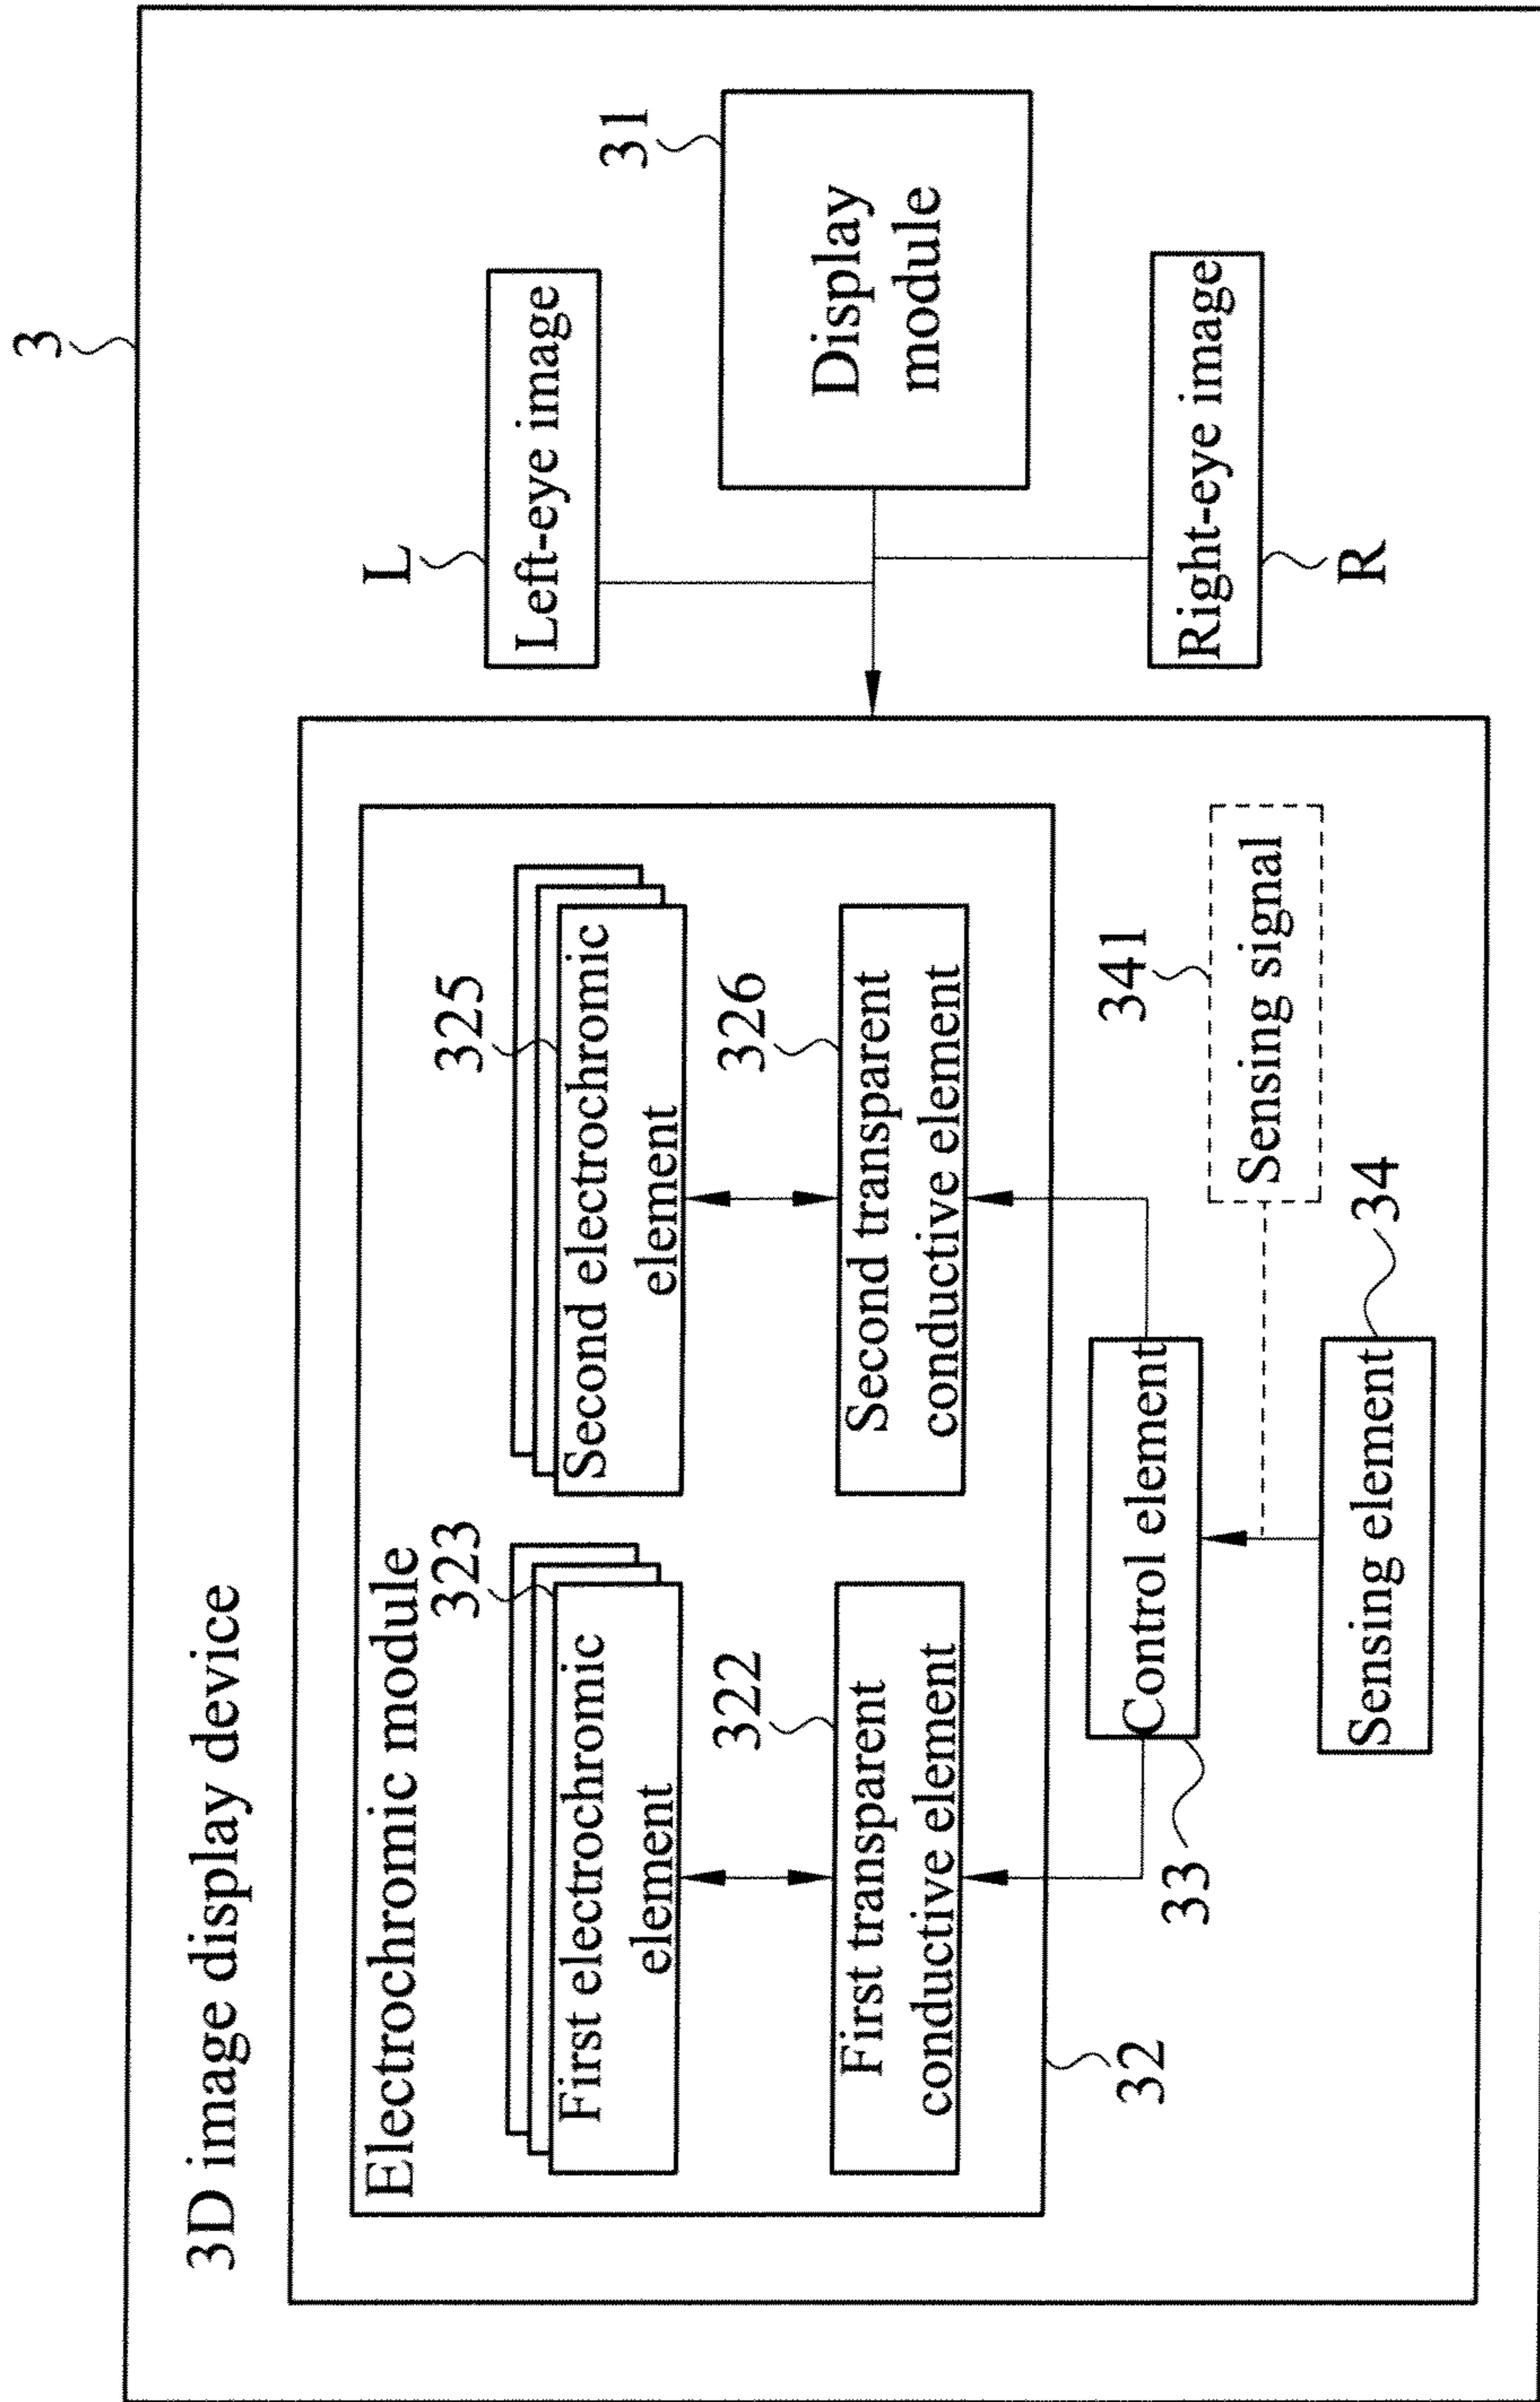 3
3D image display device
Electrochromic module
323
First electrochromic
element
325
Second electrochromic
element
322
First transparent
conductive element
326
Second transparent
conductive element
32
33
Control element
341
Sensing signal
Sensing element
34
L
Left-eye image
31
Display
module
Right-eye image
R